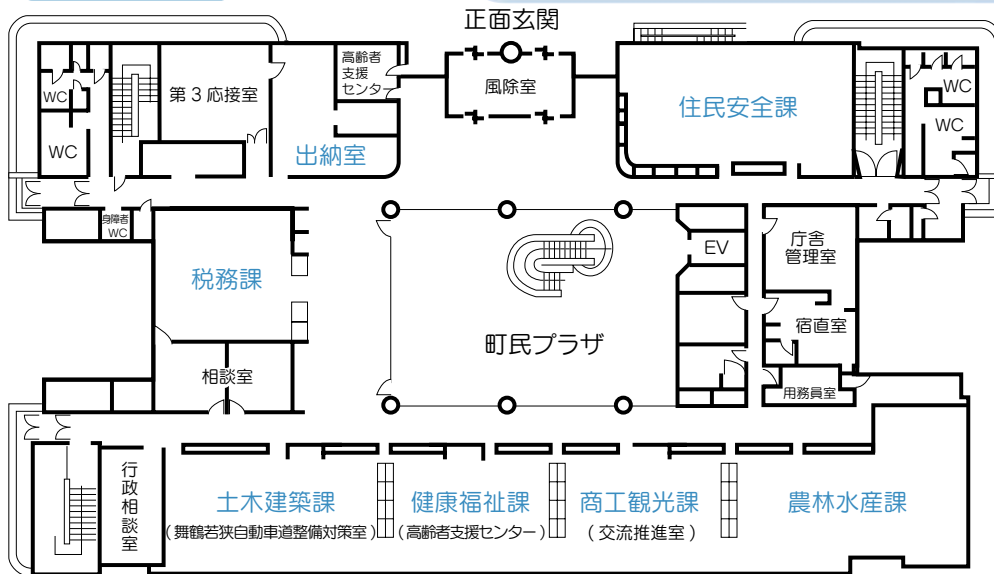 正面玄関
高齢者
支援
センター
風除室
WC
第3応接室
住民安全課
WC
WC
WC
出納室
身障者
WC
EV
庁舎
管理室
税務課
宿直室
町民プラザ
相談室
用務員室
行政相談室
土木建築課
(舞鶴若狭自動車道整備対策室)
健康福祉課
(高齢者支援センター)
商工観光課
(交流推進室)
農林水産課